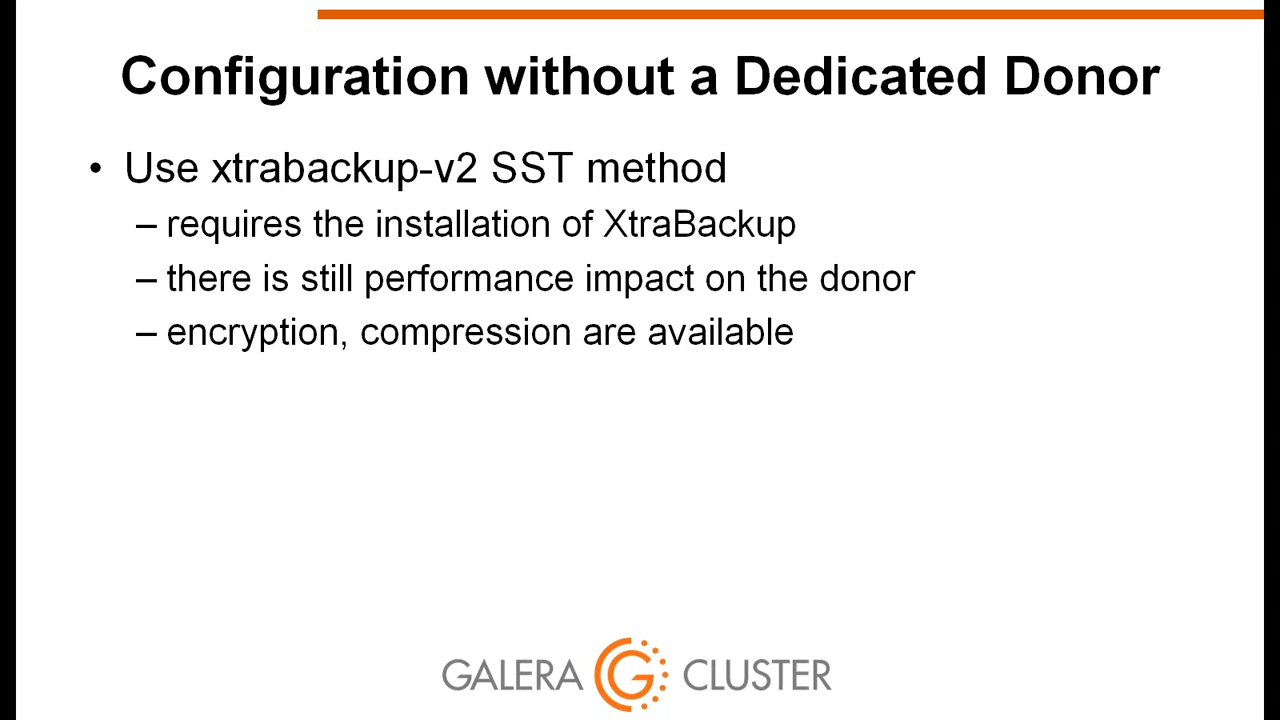 Configuration without a Dedicated Donor
• Use xtrabackup-v2 SST method
– requires the installation of XtraBackup
– there is still performance impact on the donor
– encryption, compression are available
GALERA G CLUSTER